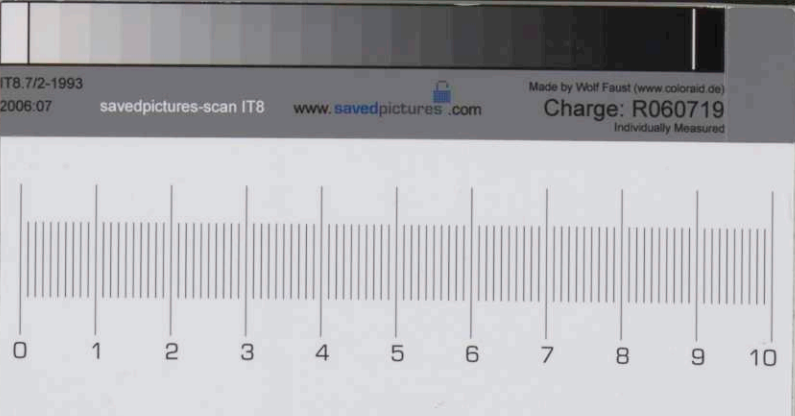 IT8.7/2-1993
2006:07
savedpictures-scan IT8
www.savedpictures.com
Made by Wolf Faust (www.coloraid.de)
Charge: R060719
Individually Measured
0 1 2 3 4 5 6 7 8 9 10